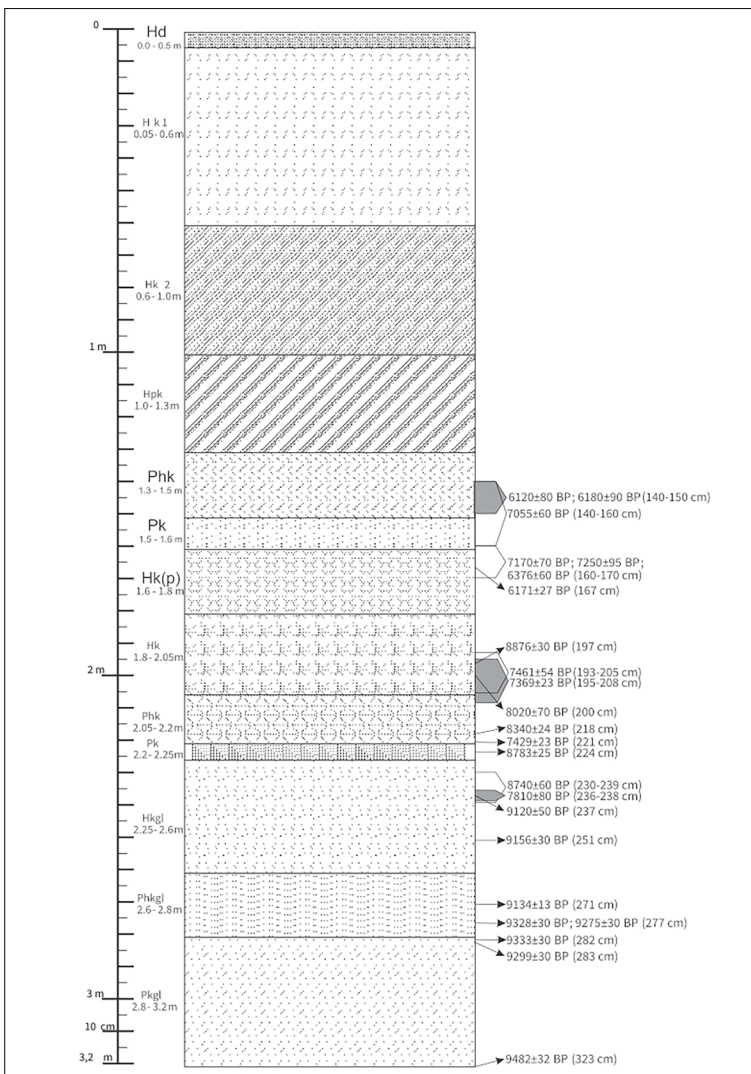 0
Hd
0.0 - 0.5 m
H k 1
0.05 - 0.6 m
Hk 2
0.6 - 1.0 m
1 m
Hpk
1.0 - 1.3 m
Phk
1.3 - 1.5 m
6120±80 BP; 6180±90 BP (140-150 cm)
7055±60 BP (140-160 cm)
Pk
1.5 - 1.6 m
7170±70 BP; 7250±95 BP;
6376±60 BP (160-170 cm)
Hk(p)
1.6 - 1.8 m
6171±27 BP (167 cm)
Hk
1.8 - 2.05m
8876±30 BP (197 cm)
2 m
7461±54 BP (193-205 cm)
7369±23 BP (195-208 cm)
8020±70 BP (200 cm)
Phk
2.05 - 2.2m
8340±24 BP (218 cm)
7429±23 BP (221 cm)
Pk
2.2 - 2.25m
8783±25 BP (224 cm)
8740±60 BP (230-239 cm)
7810±80 BP (236-238 cm)
9120±50 BP (237 cm)
Hkgl
2.25 - 2.6m
9156±30 BP (251 cm)
Phkgl
2.6 - 2.8m
9134±13 BP (271 cm)
9328±30 BP; 9275±30 BP (277 cm)
9333±30 BP (282 cm)
9299±30 BP (283 cm)
3 m
Pkgl
2.8 - 3.2m
10 cm
3,2 m
9482±32 BP (323 cm)